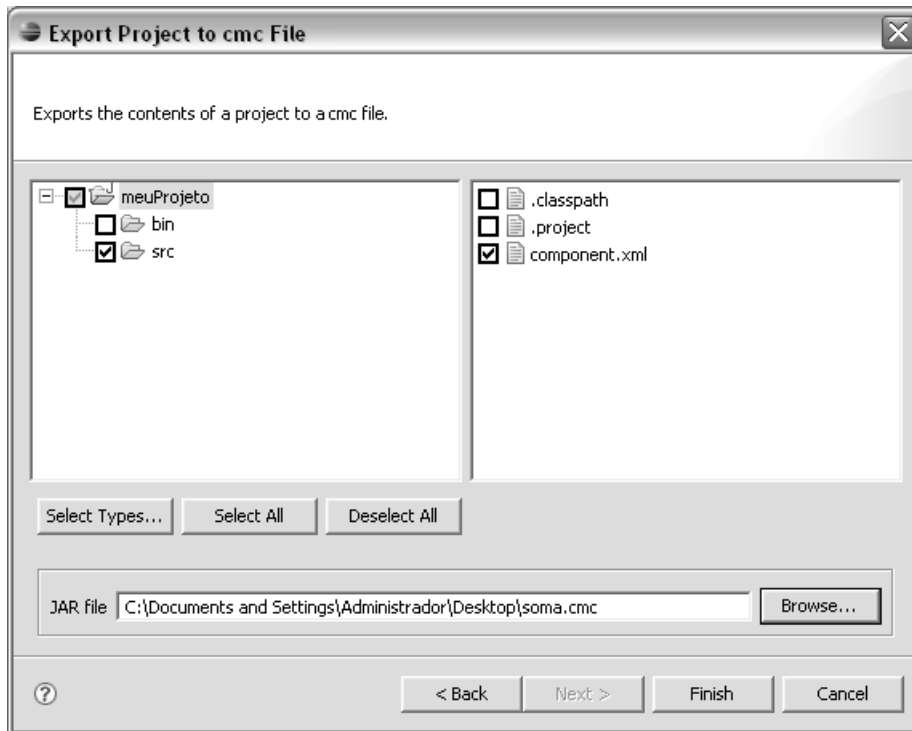 Export Project to cmc File
Exports the contents of a project to a cmc file.
meuProjeto
bin
src
.classpath
.project
component.xml
Select Types...
Select All
Deselect All
JAR file
C:\Documents and Settings\Administrador\Desktop\soma.cmc
Browse...
?
< Back
Next >
Finish
Cancel